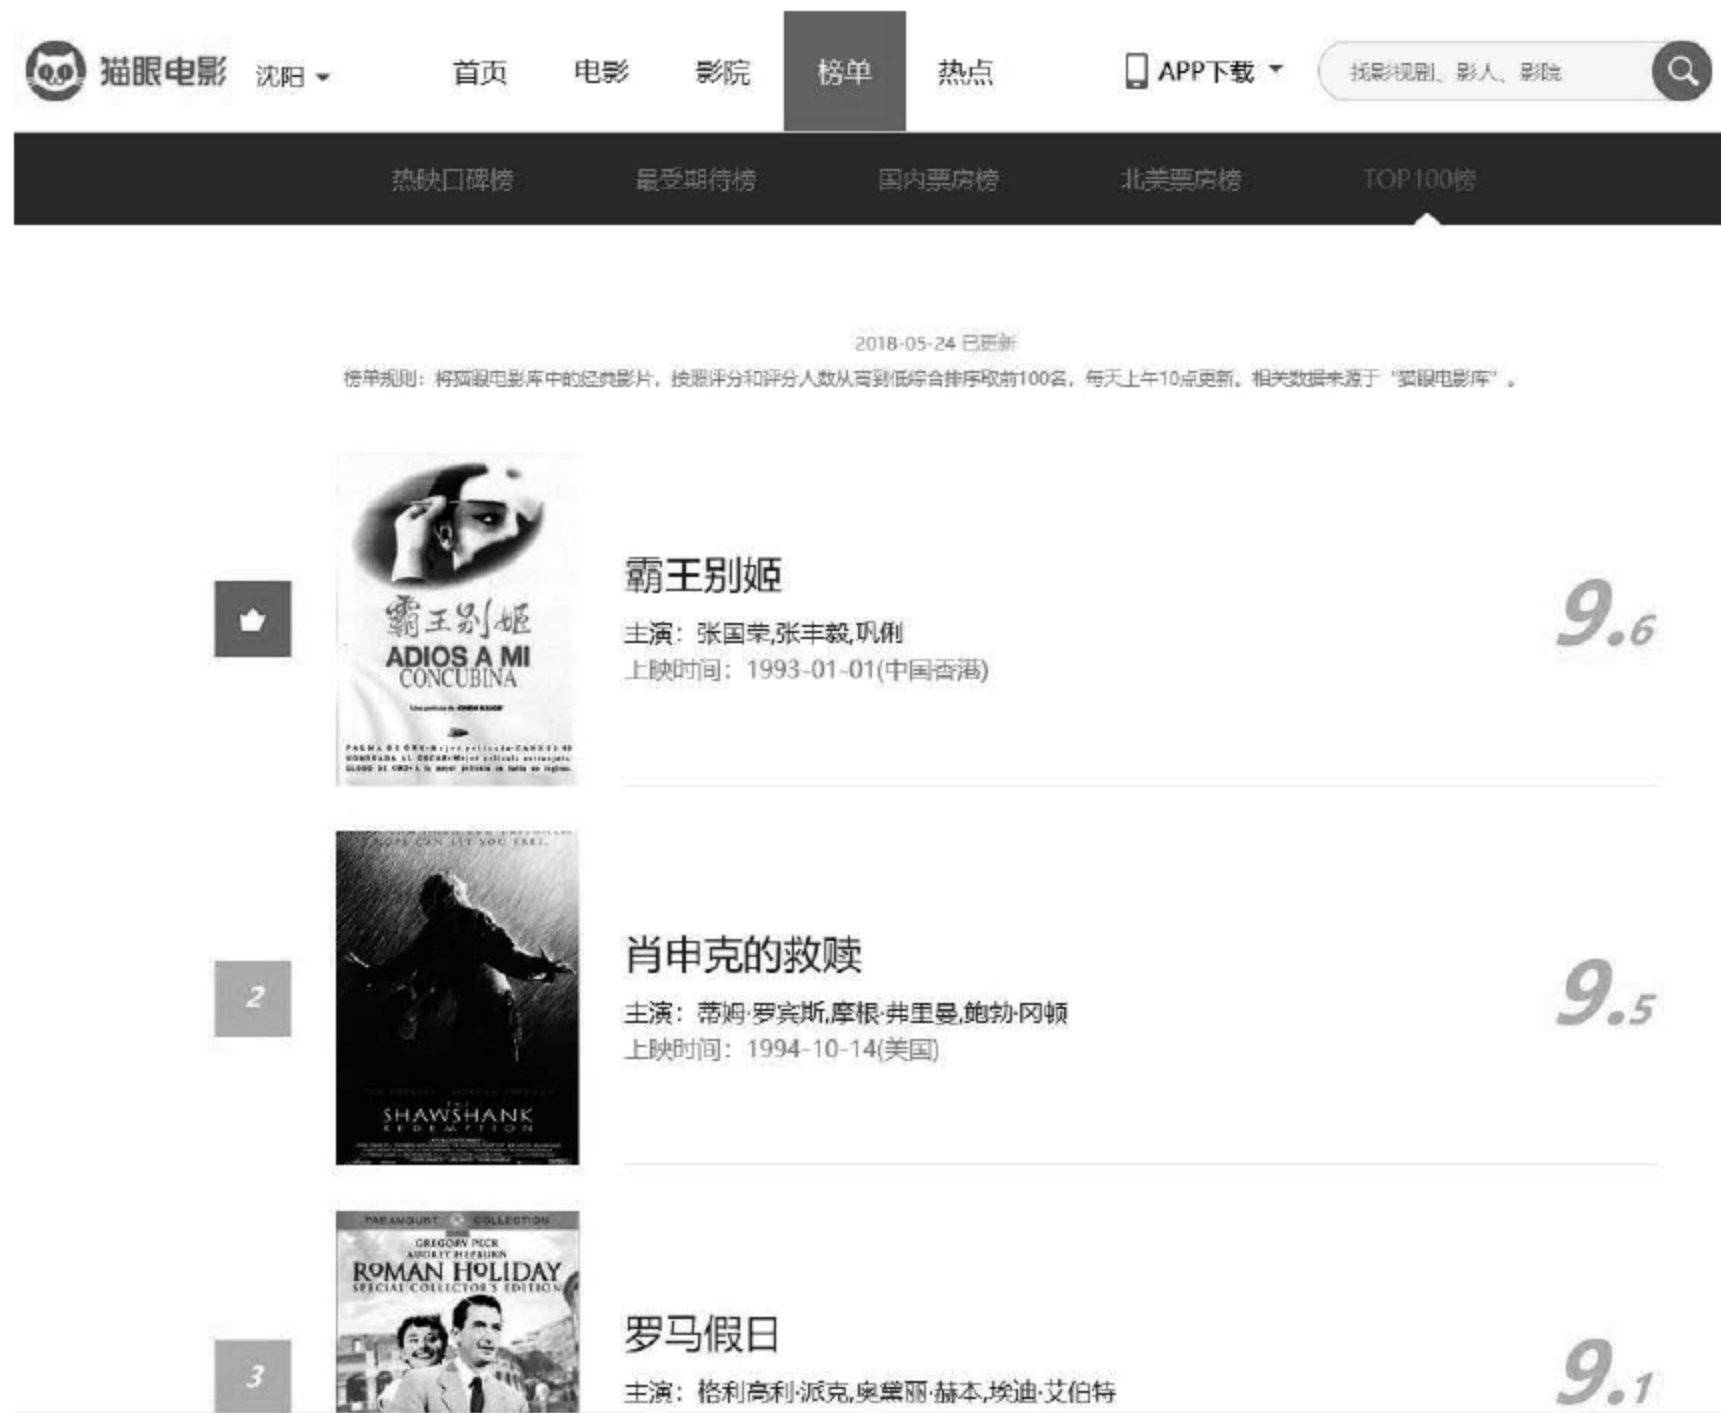 猫眼电影 沈阳 首页 电影 影院 榜单 热点 APP下载 找影视剧、影人、影院
热映口碑榜 最受期待榜 国内票房榜 北美票房榜 TOP100榜
2018-05-24 已更新
榜单规则：将猫眼电影库中的经典影片，按照评分和评分人数从高到低综合排序取前100名，每天上午10点更新。相关数据来源于“猫眼电影库”。
霸王别姬
ADIOS A MI
CONCUBINA
霸王别姬
主演：张国荣,张丰毅,巩俐
上映时间：1993-01-01(中国香港)
9.6
2
SHAWSHANK
REDEMPTION
肖申克的救赎
主演：蒂姆·罗宾斯,摩根·弗里曼,鲍勃·冈顿
上映时间：1994-10-14(美国)
9.5
3
PARAMOUNT COLLECTION
GREGORY PECK
AUDREY HEPBURN
ROMAN HOLIDAY
SPECIAL COLLECTOR'S EDITION
罗马假日
主演：格利高利·派克,奥黛丽·赫本,埃迪·艾伯特
9.1